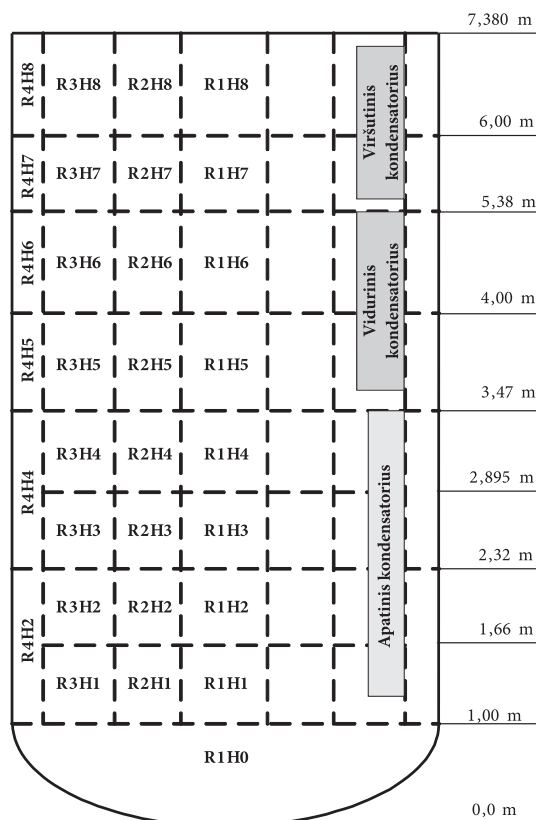 7,380 m
R4H8
R3H8
R2H8
R1H8
Viršutinis
kondensatorius
6,00 m
R4H7
R3H7
R2H7
R1H7
5,38 m
R4H6
R3H6
R2H6
R1H6
Vidurinis
kondensatorius
4,00 m
R4H5
R3H5
R2H5
R1H5
3,47 m
R4H4
R3H4
R2H4
R1H4
Apatinis kondensatorius
2,895 m
R3H3
R2H3
R1H3
2,32 m
R4H2
R3H2
R2H2
R1H2
1,66 m
R3H1
R2H1
R1H1
1,00 m
R1H0
0,0 m